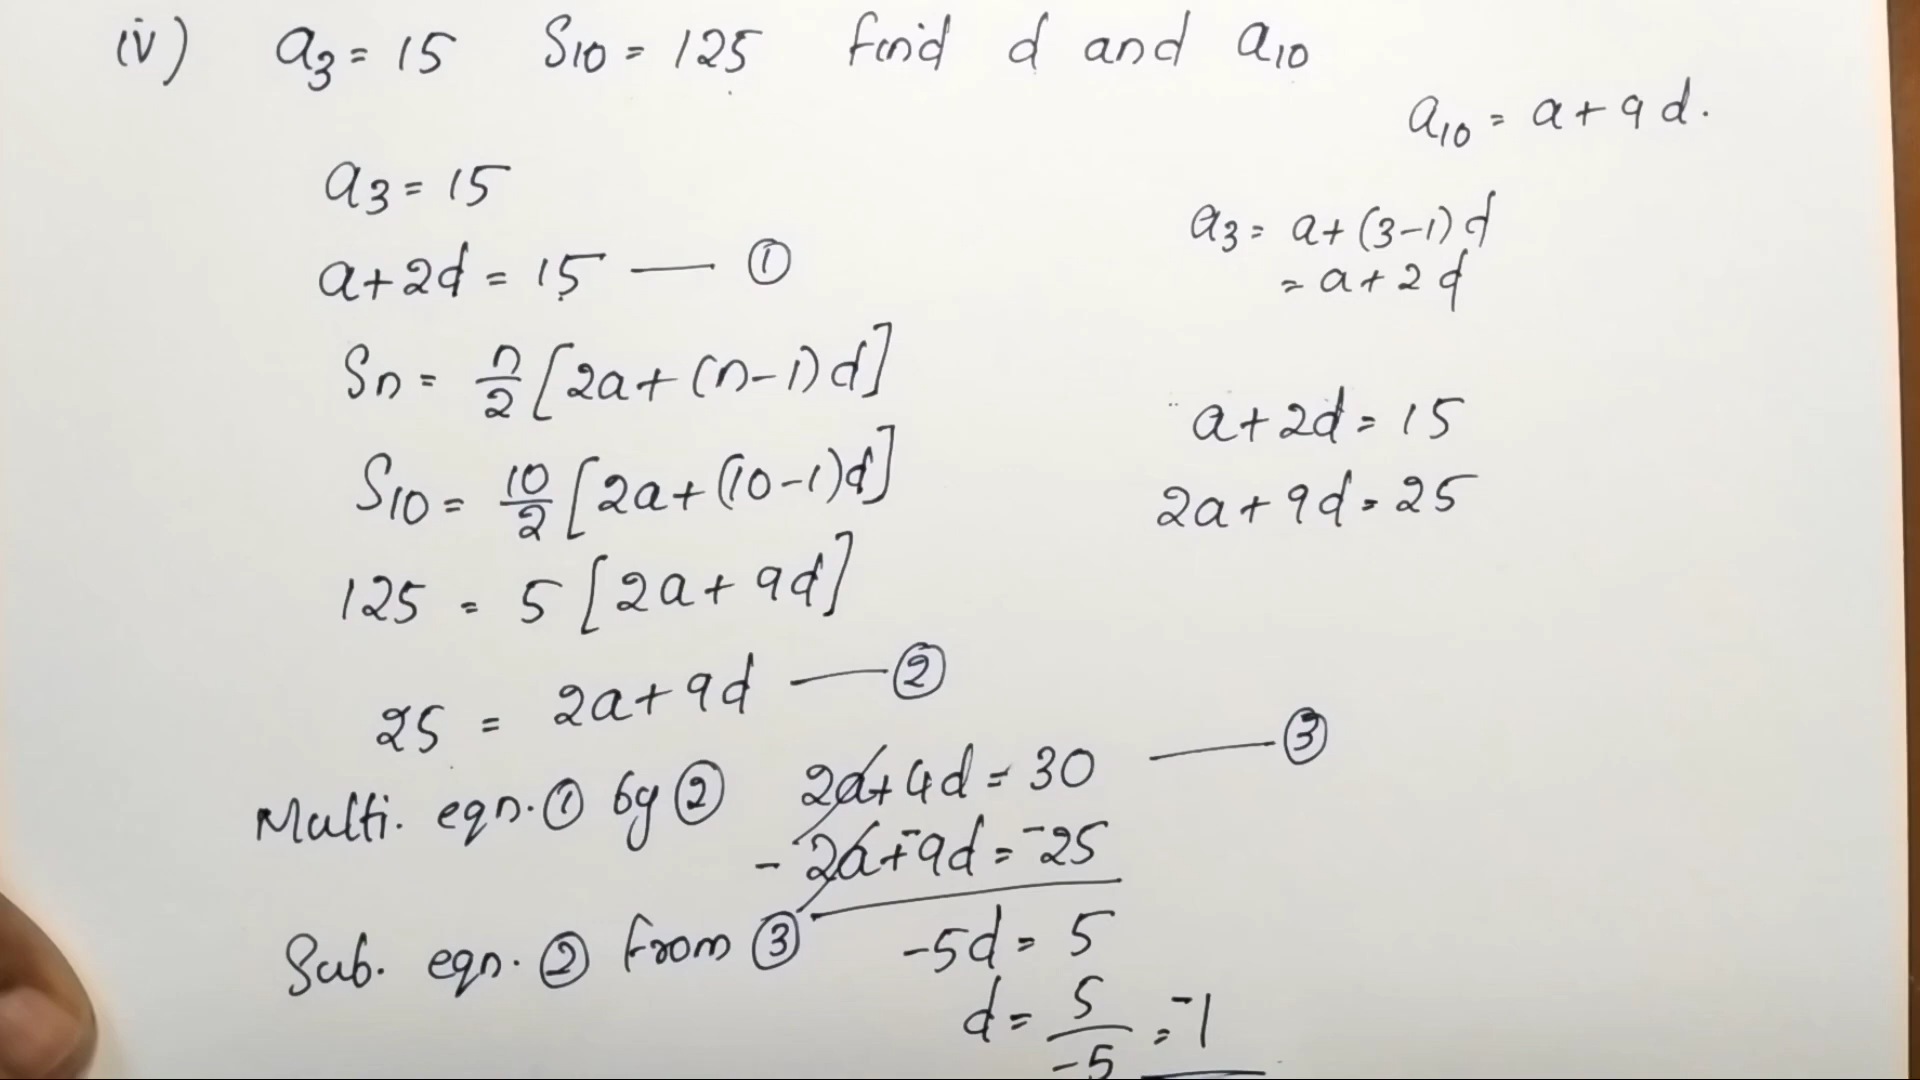 (iv) a₃ = 15 S₁₀ = 125 find d and a₁₀
a₁₀ = a + 9d.
a₃ = 15
a₃ = a + (3-1)d
= a + 2d
a + 2d = 15 — ①
Sn = n/2 [2a + (n-1)d]
S₁₀ = 10/2 [2a + (10-1)d]
125 = 5 [2a + 9d]
25 = 2a + 9d — ②
a + 2d = 15
2a + 9d = 25
Multi. eqn. ① by ② 2a + 4d = 30 — ③
- 2a + - 9d = -25
Sub. eqn. ② from ③ -5d = 5
d = 5/-5 = -1